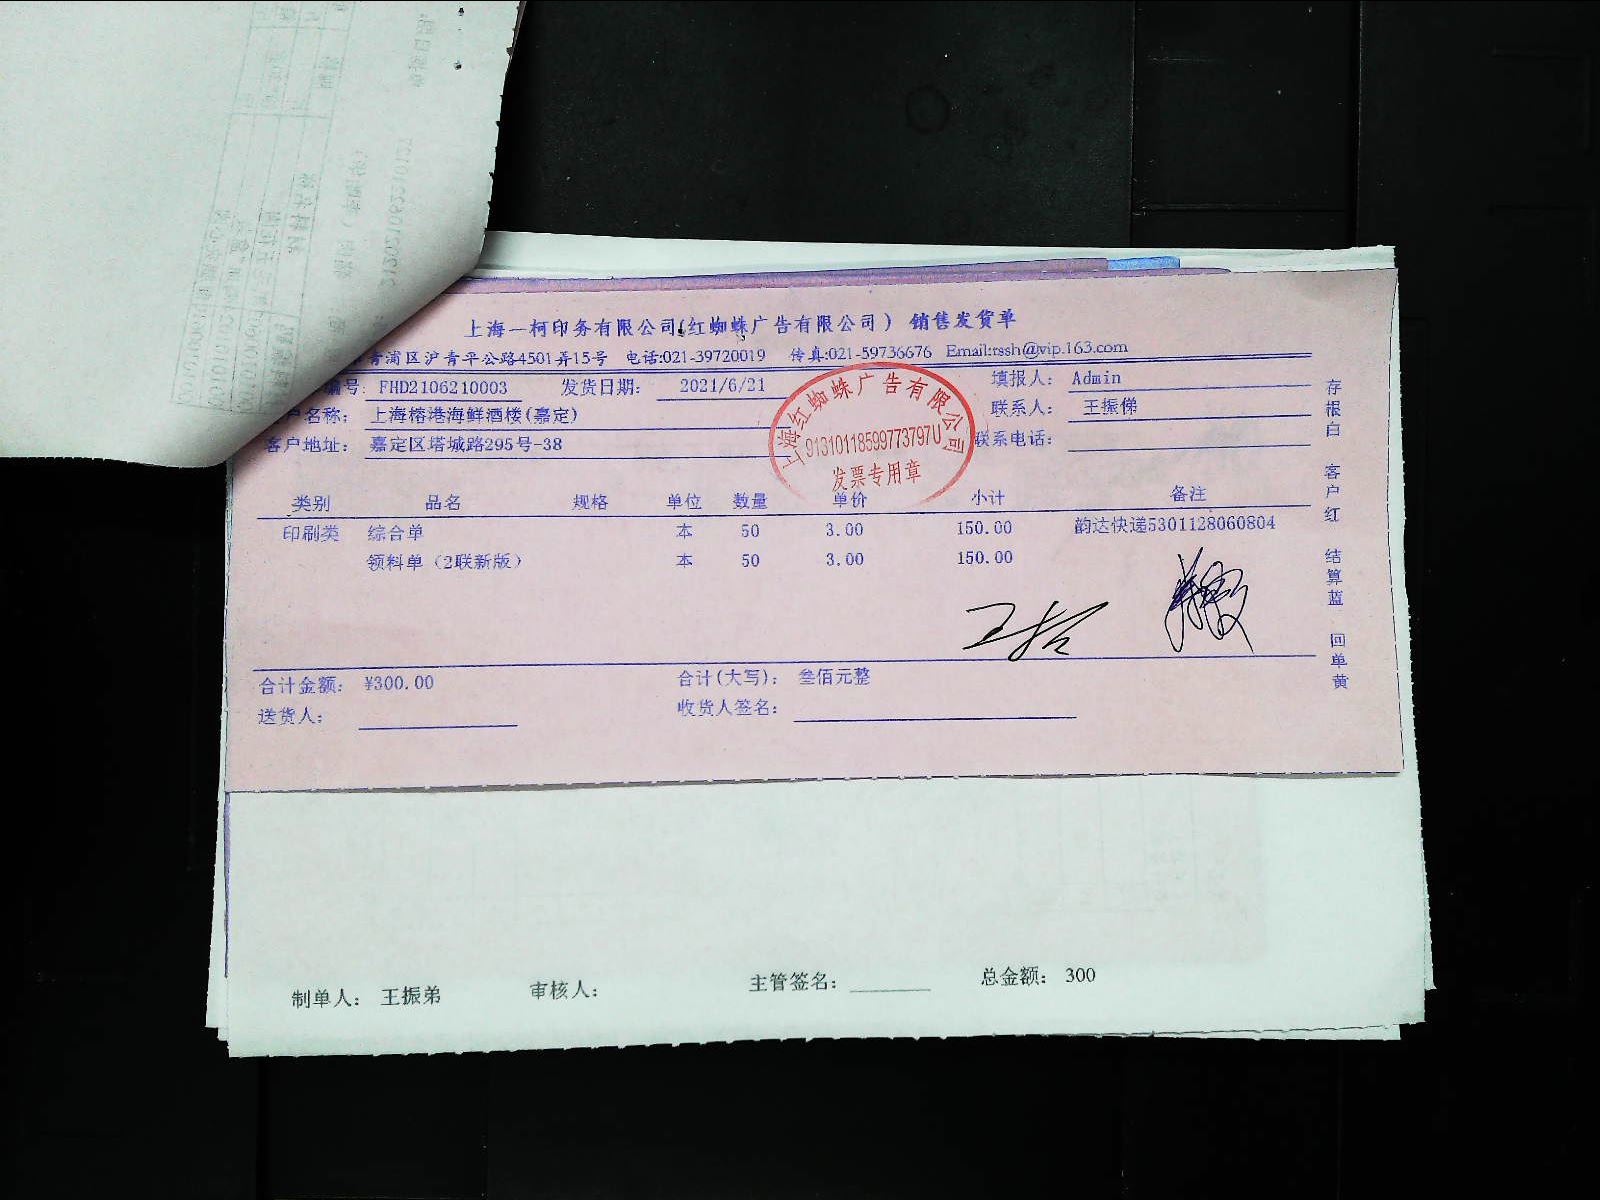 上海一柯印务有限公司(红蜘蛛广告有限公司) 销售发货单
青浦区沪青平公路4501弄15号 电话:021-39720019 传真:021-59736676 Email:rssh@vip.163.com
编号: FHD2106210003 发货日期: 2021/6/21 填报人: Admin
户名称: 上海榕港海鲜酒楼(嘉定) 联系人: 王振俤
客户地址: 嘉定区塔城路295号-38 联系电话:
上海红蜘蛛广告有限公司
91310118599773797U
发票专用章
类别 品名 规格 单位 数量 单价 小计 备注
印刷类 综合单 本 50 3.00 150.00 韵达快递5301128060804
领料单(2联新版) 本 50 3.00 150.00
合计金额: ¥300.00 合计(大写): 叁佰元整
送货人: 收货人签名:
存根白 客户红 结算蓝 回单黄
制单人: 王振弟 审核人: 主管签名: 总金额: 300